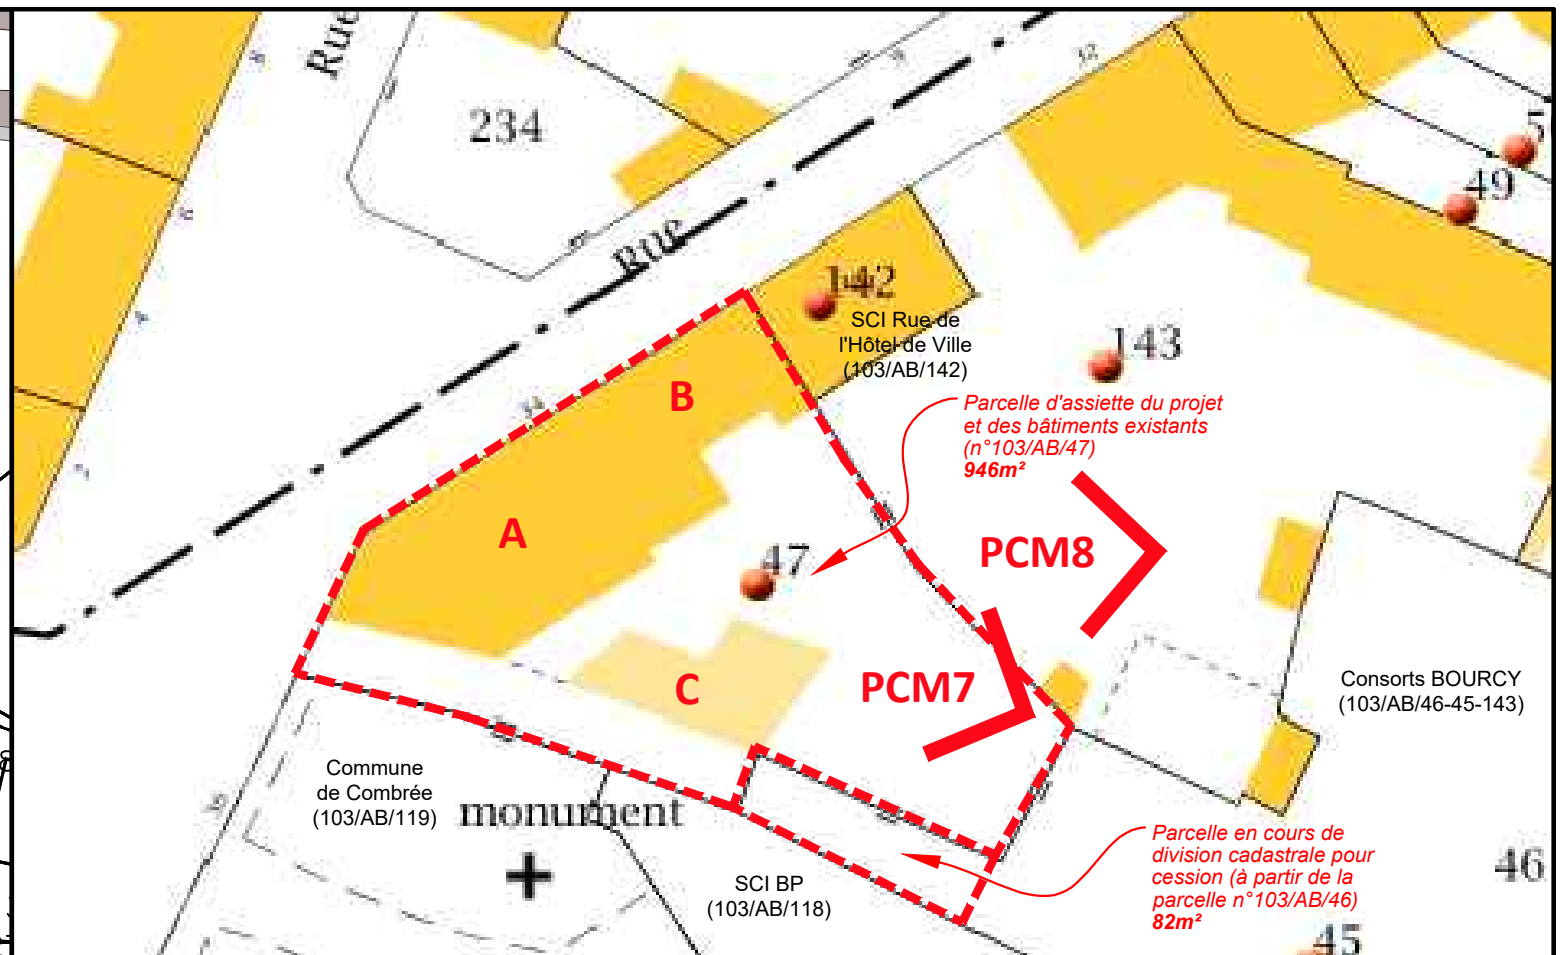 Rue
234
32
5
49
Rue
142
SCI Rue de
l'Hôtel de Ville
(103/AB/142)
143
B
34
Parcelle d'assiette du projet
et des bâtiments existants
(n°103/AB/47)
946m²
A
47
PCM8
C
PCM7
Consorts BOURCY
(103/AB/46-45-143)
Commune
de Combrée
(103/AB/119)
monument
SCI BP
(103/AB/118)
Parcelle en cours de
division cadastrale pour
cession (à partir de la
parcelle n°103/AB/46)
82m²
46
45